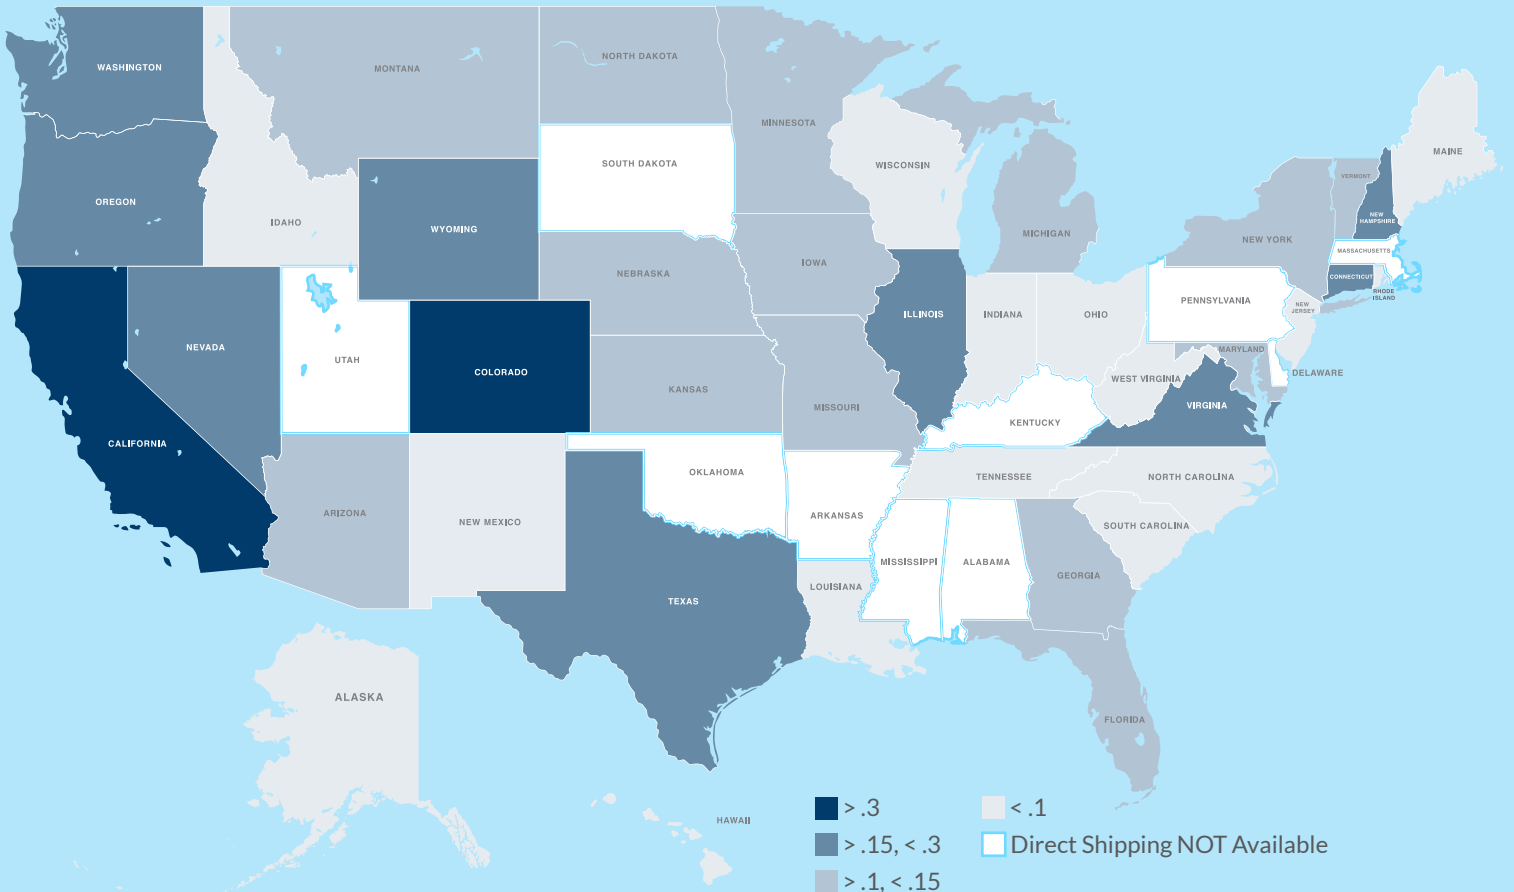 WASHINGTON
MONTANA
NORTH DAKOTA
MINNESOTA
WISCONSIN
MAINE
SOUTH DAKOTA
VERMONT
NEW
HAMPSHIRE
OREGON
IDAHO
WYOMING
MICHIGAN
NEW YORK
MASSACHUSETTS
IOWA
NEBRASKA
CONNECTICUT
RHODE
ISLAND
PENNSYLVANIA
NEW
JERSEY
ILLINOIS
INDIANA
OHIO
NEVADA
UTAH
COLORADO
MARYLAND
DELAWARE
WEST VIRGINIA
KANSAS
MISSOURI
VIRGINIA
KENTUCKY
CALIFORNIA
OKLAHOMA
TENNESSEE
NORTH CAROLINA
ARIZONA
NEW MEXICO
ARKANSAS
SOUTH CAROLINA
MISSISSIPPI
ALABAMA
GEORGIA
LOUISIANA
TEXAS
ALASKA
FLORIDA
HAWAII
> .3
> .15, < .3
> .1, < .15
< .1
Direct Shipping NOT Available